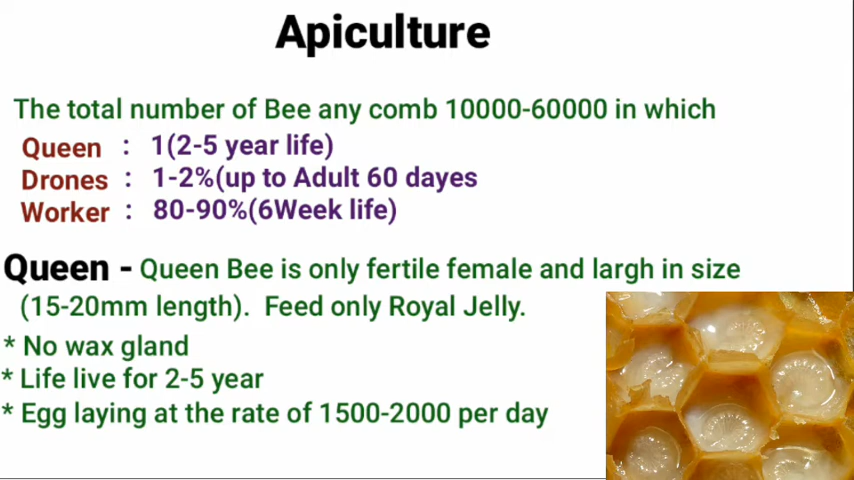 Apiculture
The total number of Bee any comb 10000-60000 in which
Queen : 1(2-5 year life)
Drones : 1-2%(up to Adult 60 dayes
Worker : 80-90%(6Week life)
Queen - Queen Bee is only fertile female and largh in size
(15-20mm length). Feed only Royal Jelly.
* No wax gland
* Life live for 2-5 year
* Egg laying at the rate of 1500-2000 per day